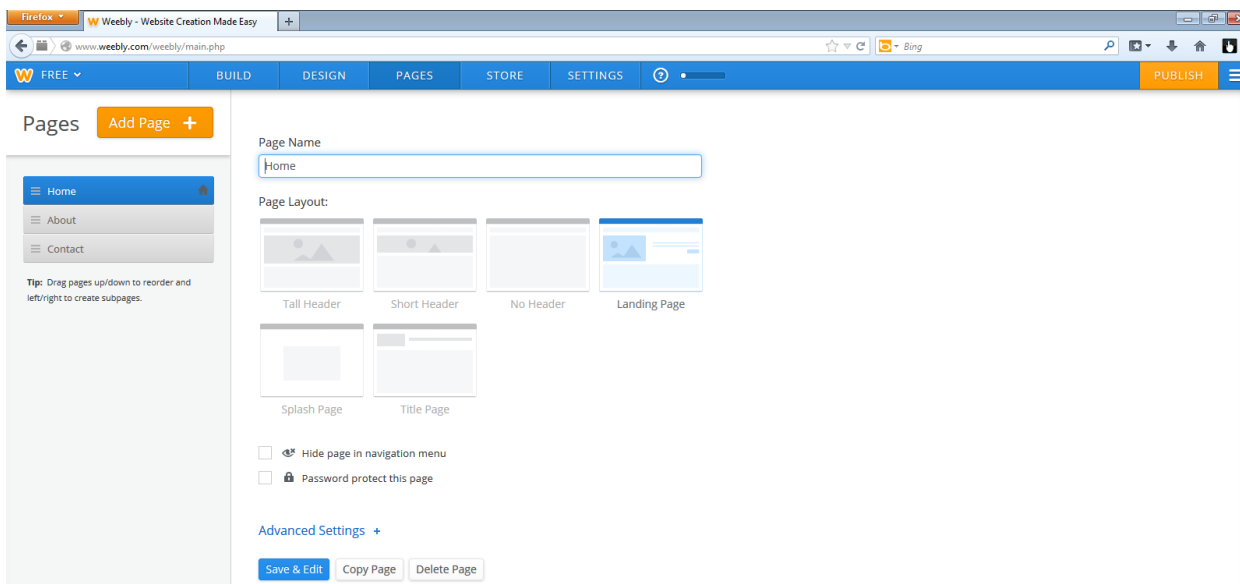 Firefox
W Weebly - Website Creation Made Easy
www.weebly.com/weebly/main.php
Bing
W FREE BUILD DESIGN PAGES STORE SETTINGS ? PUBLISH
Pages
Add Page +
Home
About
Contact
Tip: Drag pages up/down to reorder and
left/right to create subpages.
Page Name
Home
Page Layout:
Tall Header Short Header No Header Landing Page
Splash Page Title Page
Hide page in navigation menu
Password protect this page
Advanced Settings +
Save & Edit Copy Page Delete Page